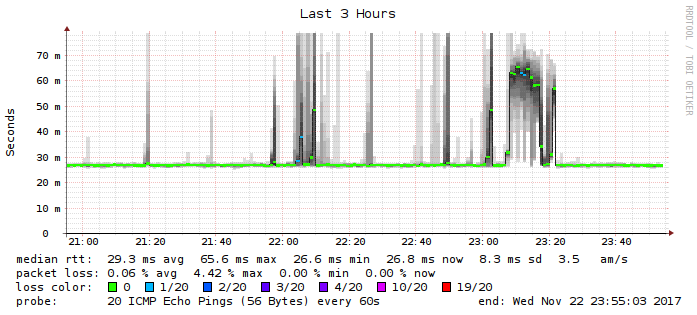 Last 3 Hours
RRDTOOL / TOBI OETIKER
Seconds
70 m
60 m
50 m
40 m
30 m
20 m
10 m
0
21:00 21:20 21:40 22:00 22:20 22:40 23:00 23:20 23:40
median rtt: 29.3 ms avg 65.6 ms max 26.6 ms min 26.8 ms now 8.3 ms sd 3.5 am/s
packet loss: 0.06 % avg 4.42 % max 0.00 % min 0.00 % now
loss color: 0 1/20 2/20 3/20 4/20 10/20 19/20
probe: 20 ICMP Echo Pings (56 Bytes) every 60s end: Wed Nov 22 23:55:03 2017